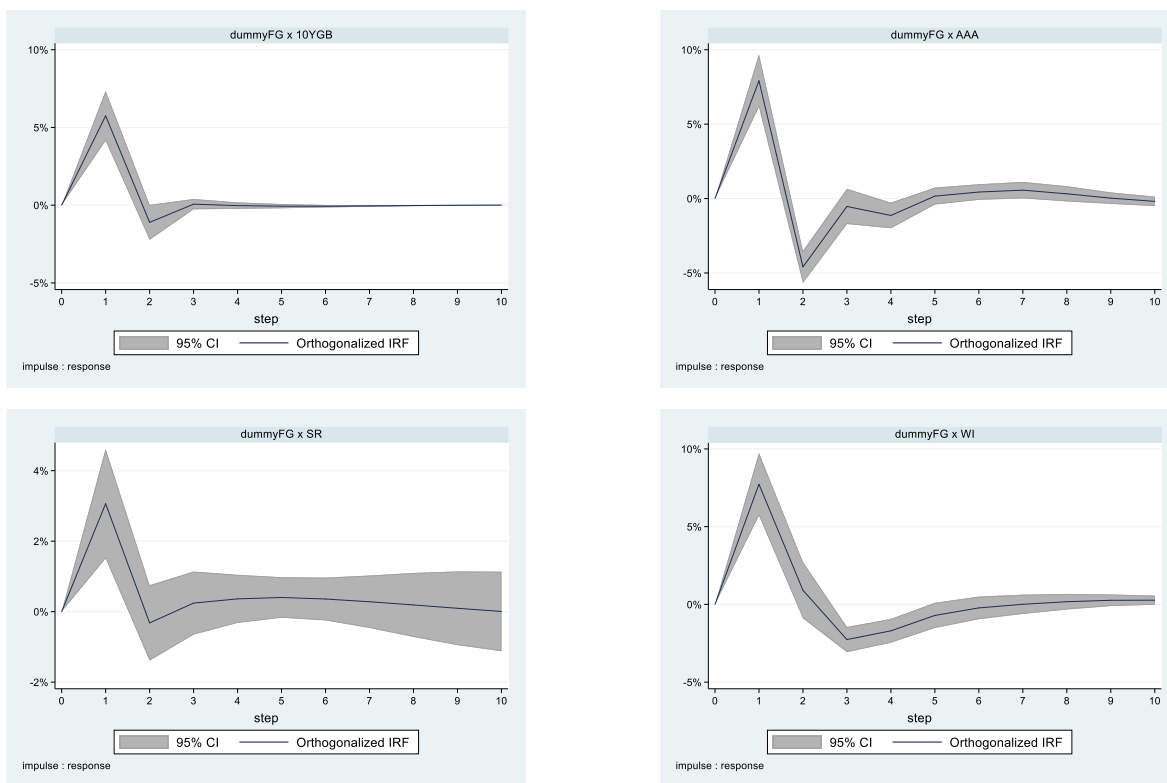 dummyFG x 10YGB
10%
5%
0%
-5%
0 1 2 3 4 5 6 7 8 9 10
step
95% CI Orthogonalized IRF
impulse : response
dummyFG x AAA
10%
5%
0%
-5%
0 1 2 3 4 5 6 7 8 9 10
step
95% CI Orthogonalized IRF
impulse : response
dummyFG x SR
4%
2%
0%
-2%
0 1 2 3 4 5 6 7 8 9 10
step
95% CI Orthogonalized IRF
impulse : response
dummyFG x WI
10%
5%
0%
-5%
0 1 2 3 4 5 6 7 8 9 10
step
95% CI Orthogonalized IRF
impulse : response